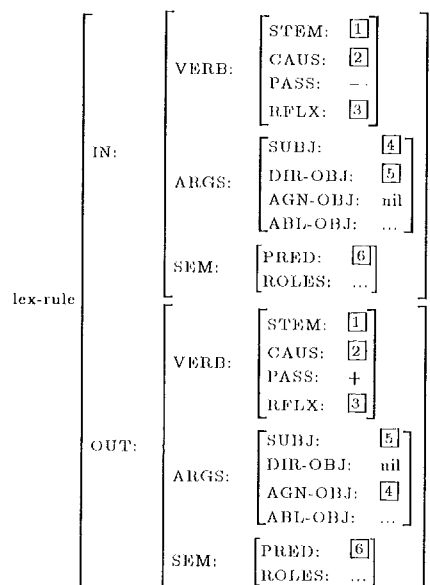 STEM: 1
CAUS: 2
VERB:
PASS: −
RFLX: 3
SUBJ: 4
IN:
DIR-OBJ: 5
ARGS:
AGN-OBJ: nil
ABL-OBJ: ...
PRED: 6
SEM:
ROLES: ...
lex-rule
STEM: 1
CAUS: 2
VERB:
PASS: +
RFLX: 3
SUBJ: 5
OUT:
DIR-OBJ: nil
ARGS:
AGN-OBJ: 4
ABL-OBJ: ...
PRED: 6
SEM:
ROLES: ...